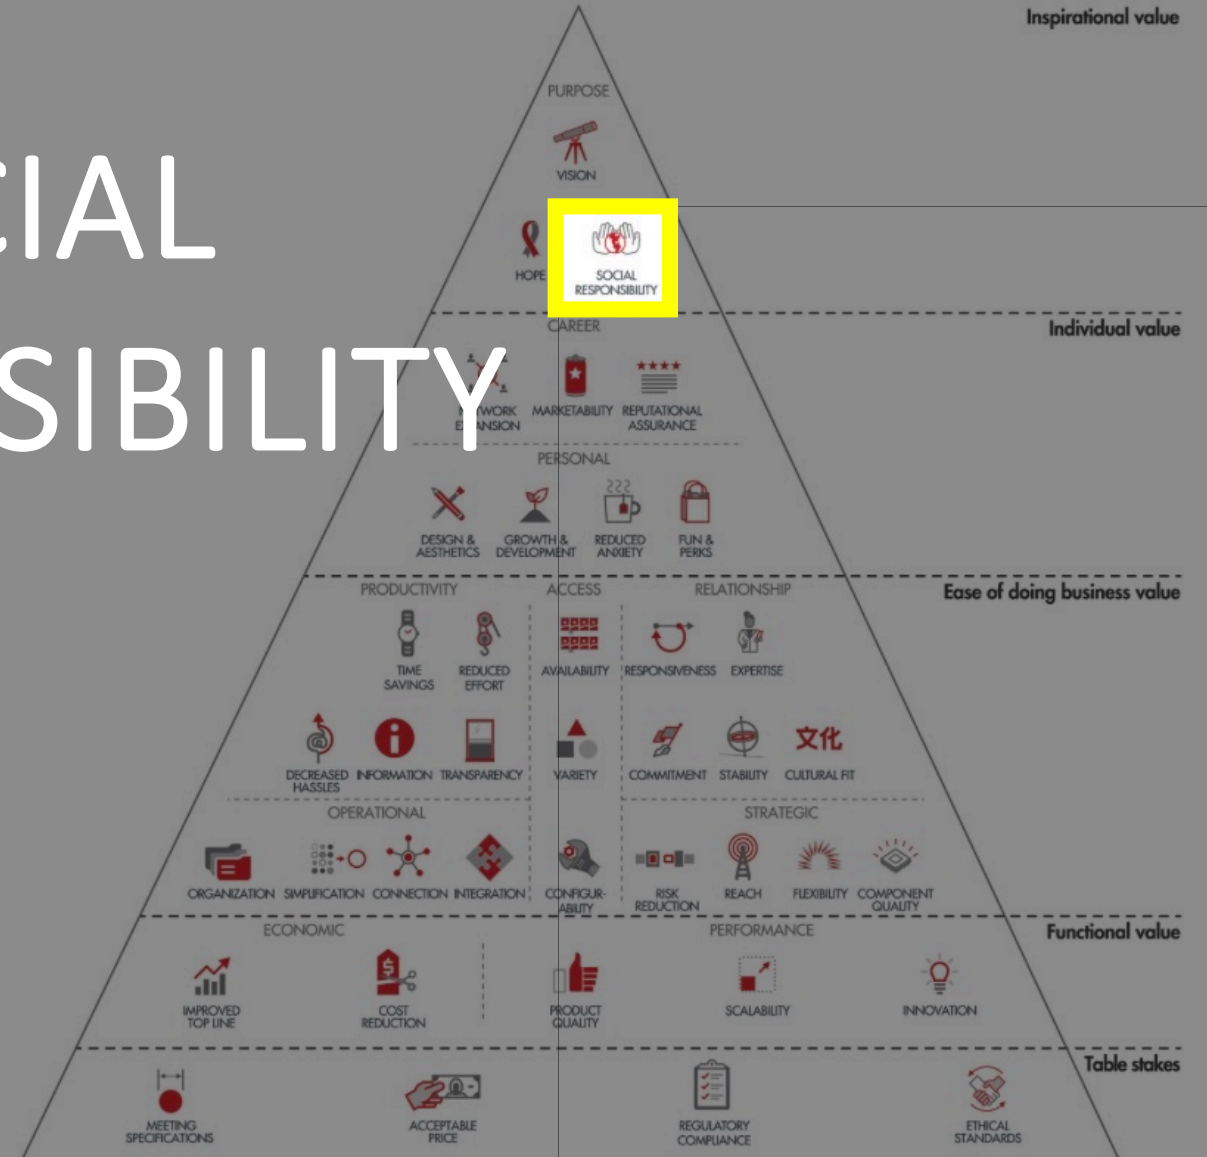 Inspirational value
PURPOSE
VISION
CIAL
HOPE
SOCIAL
RESPONSIBILITY
Individual value
CAREER
SIBILITY
NETWORK
EXPANSION
MARKETABILITY
REPUTATIONAL
ASSURANCE
PERSONAL
DESIGN &
AESTHETICS
GROWTH &
DEVELOPMENT
REDUCED
ANXIETY
FUN &
PERKS
Ease of doing business value
PRODUCTIVITY
ACCESS
RELATIONSHIP
TIME
SAVINGS
REDUCED
EFFORT
AVAILABILITY
RESPONSIVENESS
EXPERTISE
DECREASED
HASSLES
INFORMATION
TRANSPARENCY
VARIETY
COMMITMENT
STABILITY
文化
CULTURAL FIT
OPERATIONAL
STRATEGIC
ORGANIZATION
SIMPLIFICATION
CONNECTION
INTEGRATION
CONFIGUR-
ABILITY
RISK
REDUCTION
REACH
FLEXIBILITY
COMPONENT
QUALITY
Functional value
ECONOMIC
PERFORMANCE
IMPROVED
TOP LINE
$
COST
REDUCTION
PRODUCT
QUALITY
SCALABILITY
INNOVATION
Table stakes
MEETING
SPECIFICATIONS
ACCEPTABLE
PRICE
REGULATORY
COMPLIANCE
ETHICAL
STANDARDS